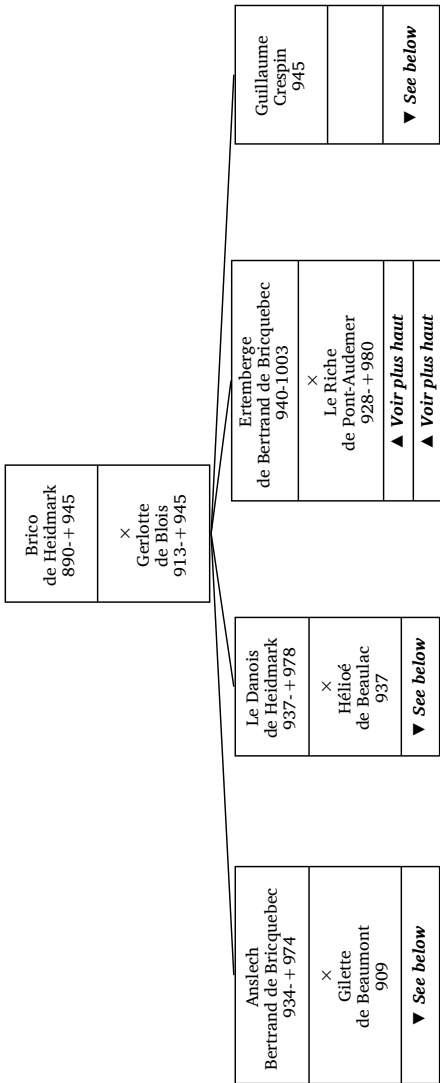 Brico
de Heidmark
890-+945
×
Gerlotte
de Blois
913-+945
Anslech
Bertrand de Bricquebec
934-+974
×
Gilette
de Beaumont
909
▼ See below
Le Danois
de Heidmark
937-+978
×
Hélioé
de Beaulac
937
▼ See below
Ertemberge
de Bertrand de Bricquebec
940-1003
×
Le Riche
de Pont-Audemer
928-+980
▲ Voir plus haut
▲ Voir plus haut
Guillaume
Crespin
945
▼ See below